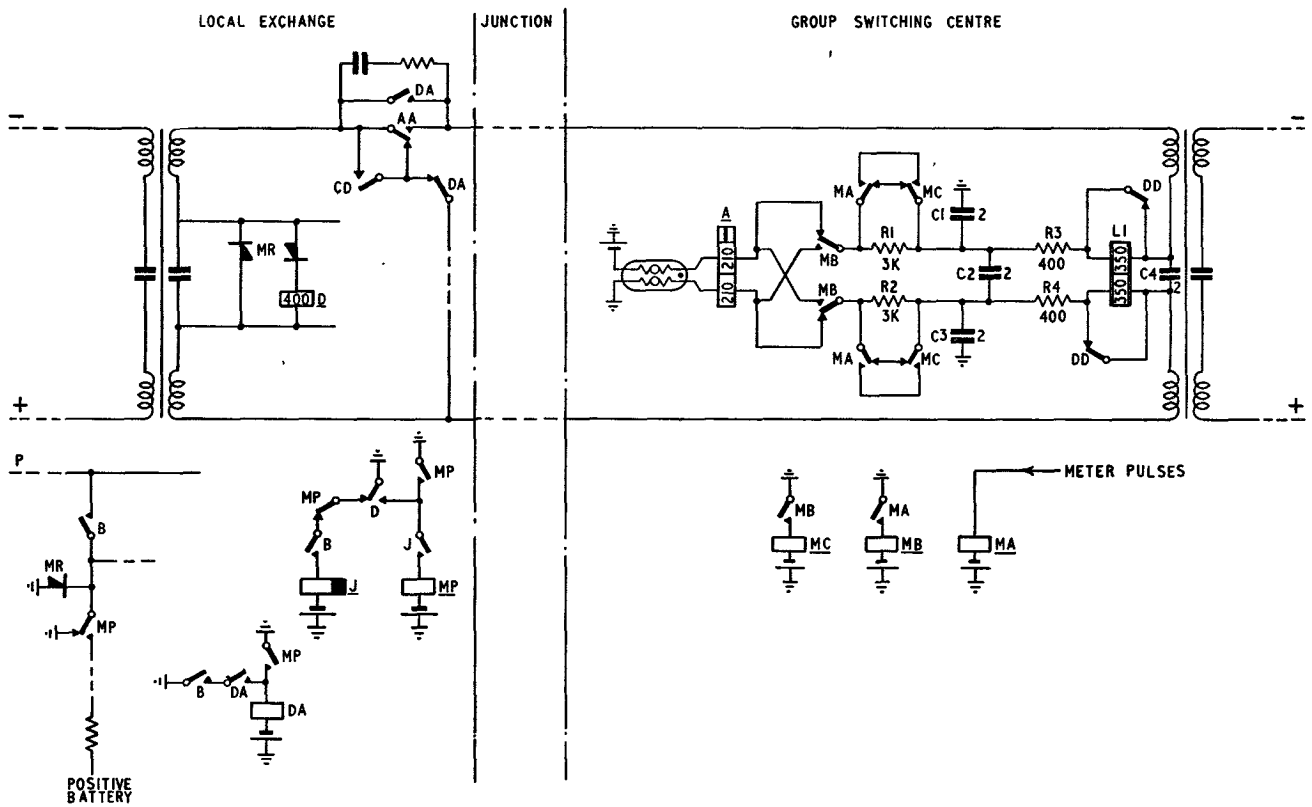 LOCAL EXCHANGE
JUNCTION
GROUP SWITCHING CENTRE
DA
AA
CD
DA
MR
400 D
A
210
210
MB
MB
MA
MC
R1
3K
R2
3K
MA
MC
C1 2
C2 2
C3 2
R3
400
R4
400
L1
350
350
DD
DD
C4 2
-
-
+
+
P
B
MR
MP
POSITIVE
BATTERY
MP
D
MP
B
J
J
MP
MP
B
DA
DA
MB
MC
MA
MB
METER PULSES
MA